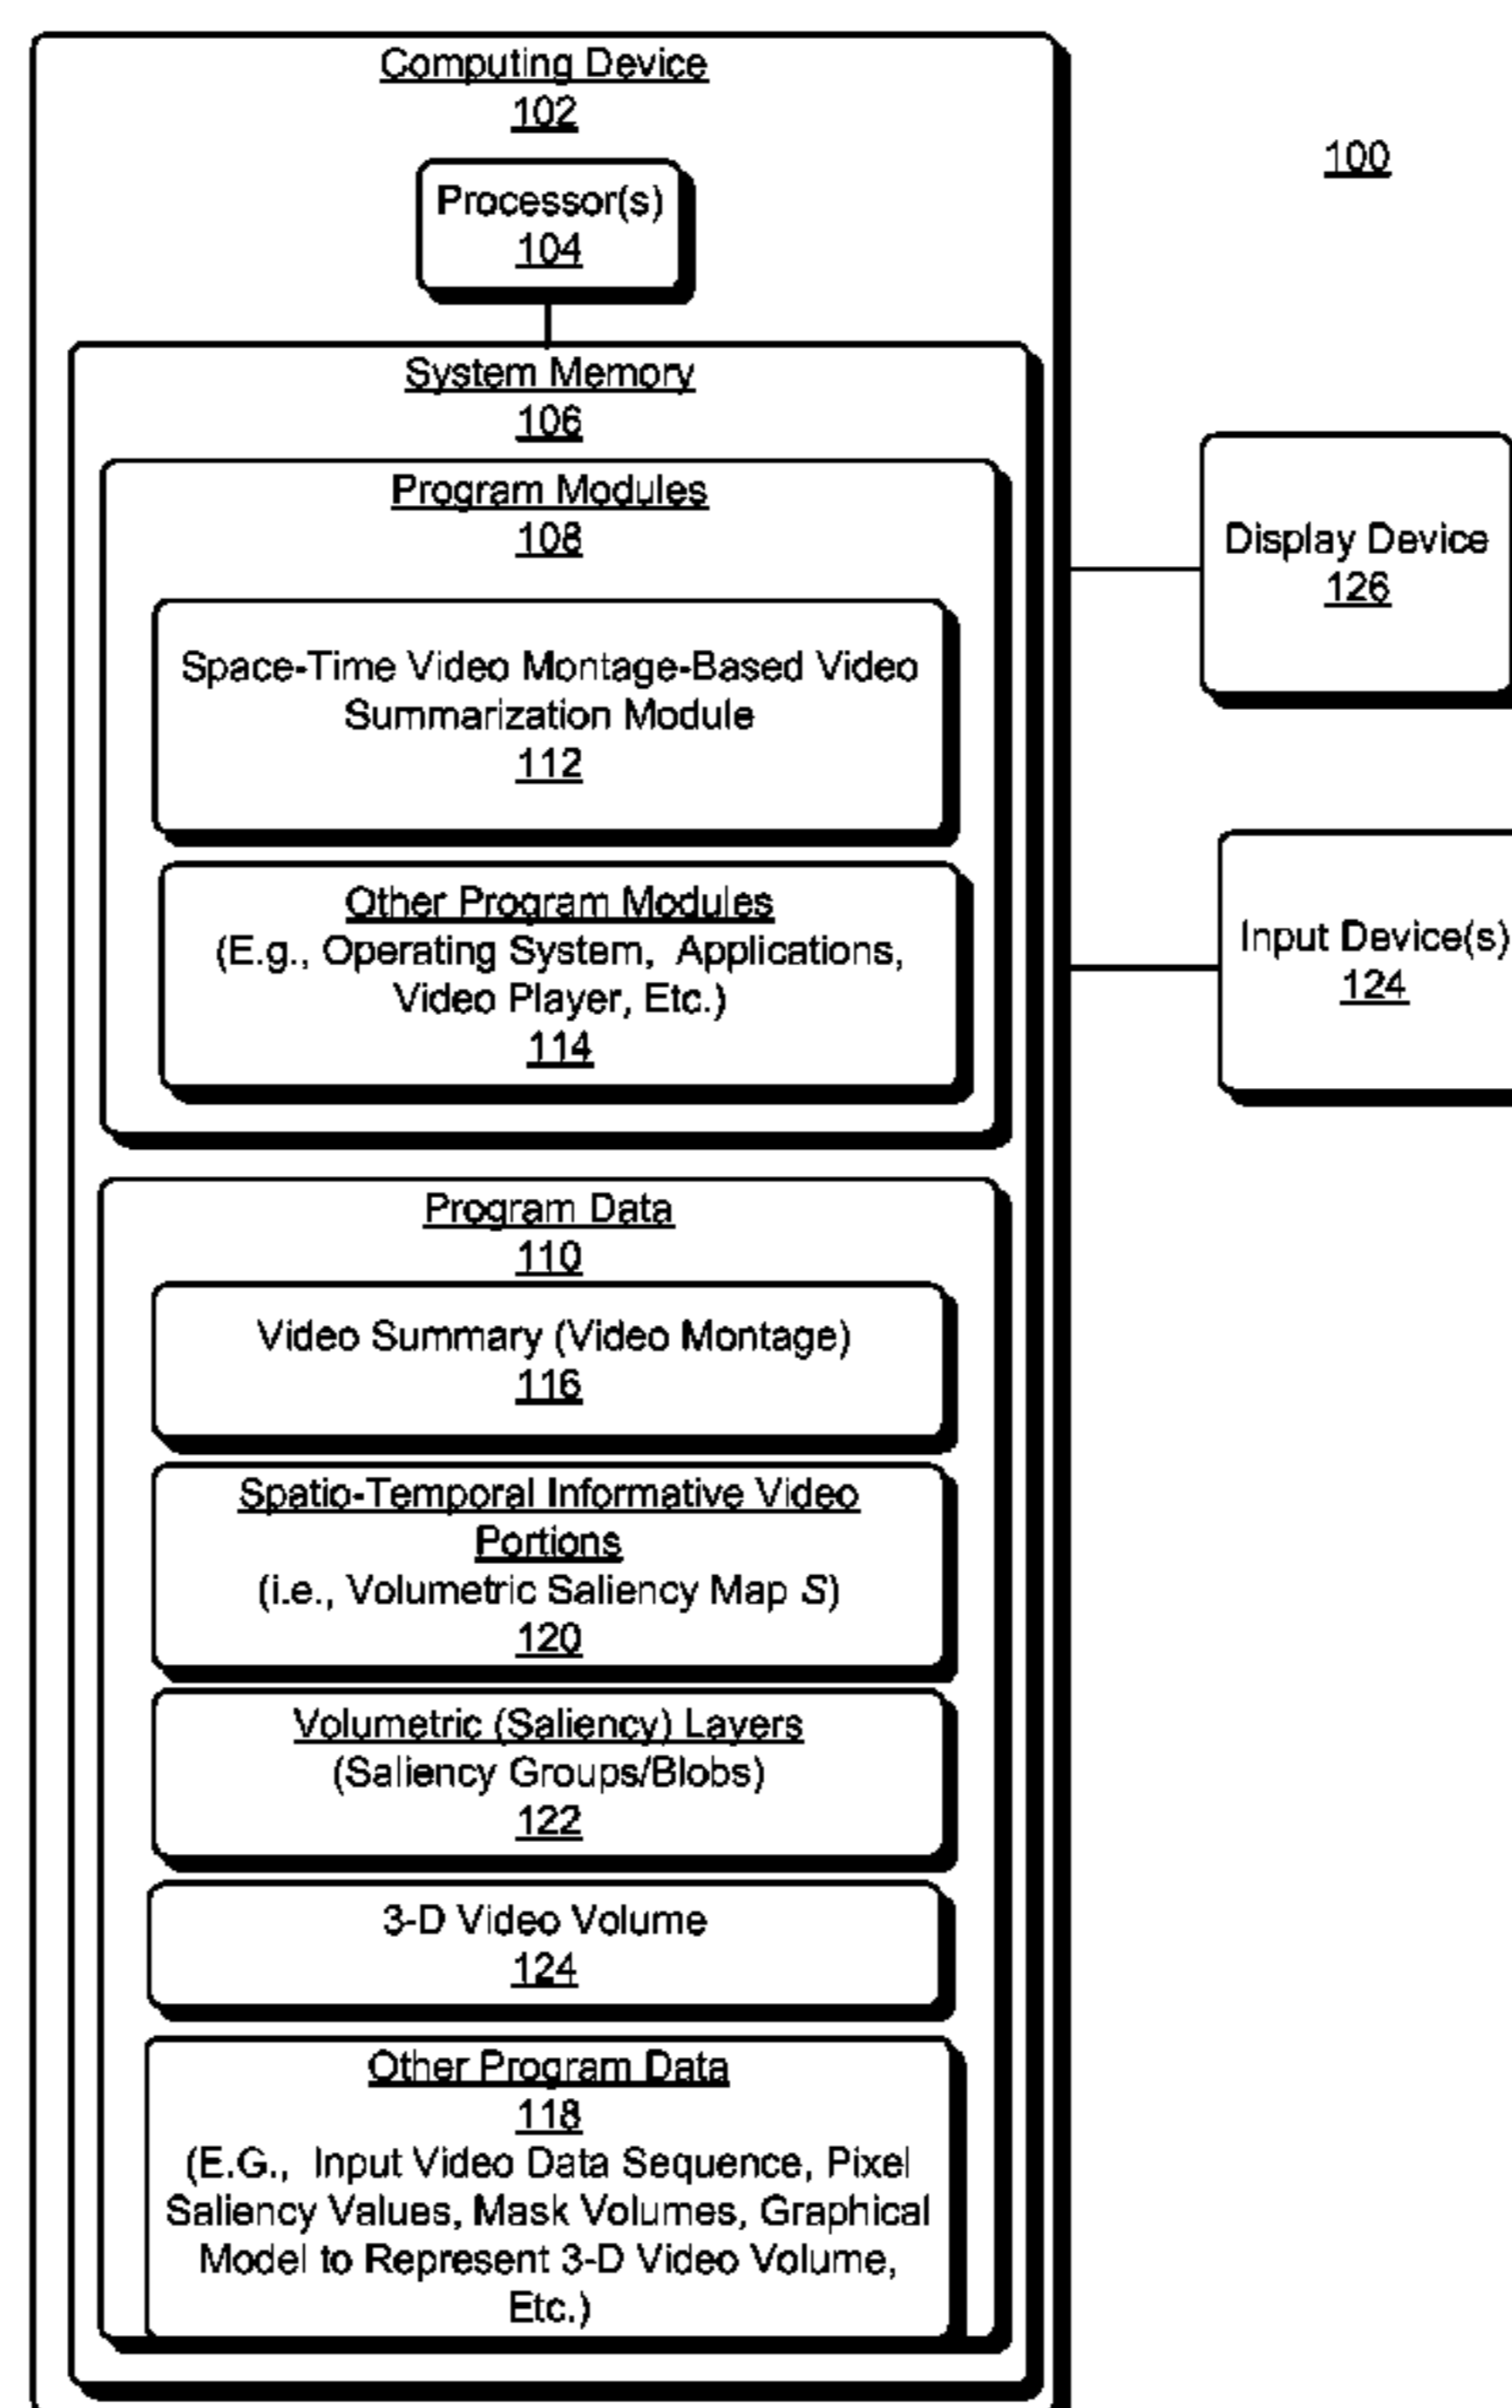 Computing Device
102
100
Processor(s)
104
System Memory
106
Program Modules
108
Space-Time Video Montage-Based Video
Summarization Module
112
Other Program Modules
(E.g., Operating System, Applications,
Video Player, Etc.)
114
Display Device
126
Input Device(s)
124
Program Data
110
Video Summary (Video Montage)
116
Spatio-Temporal Informative Video
Portions
(i.e., Volumetric Saliency Map S)
120
Volumetric (Saliency) Layers
(Saliency Groups/Blobs)
122
3-D Video Volume
124
Other Program Data
118
(E.G., Input Video Data Sequence, Pixel
Saliency Values, Mask Volumes, Graphical
Model to Represent 3-D Video Volume,
Etc.)